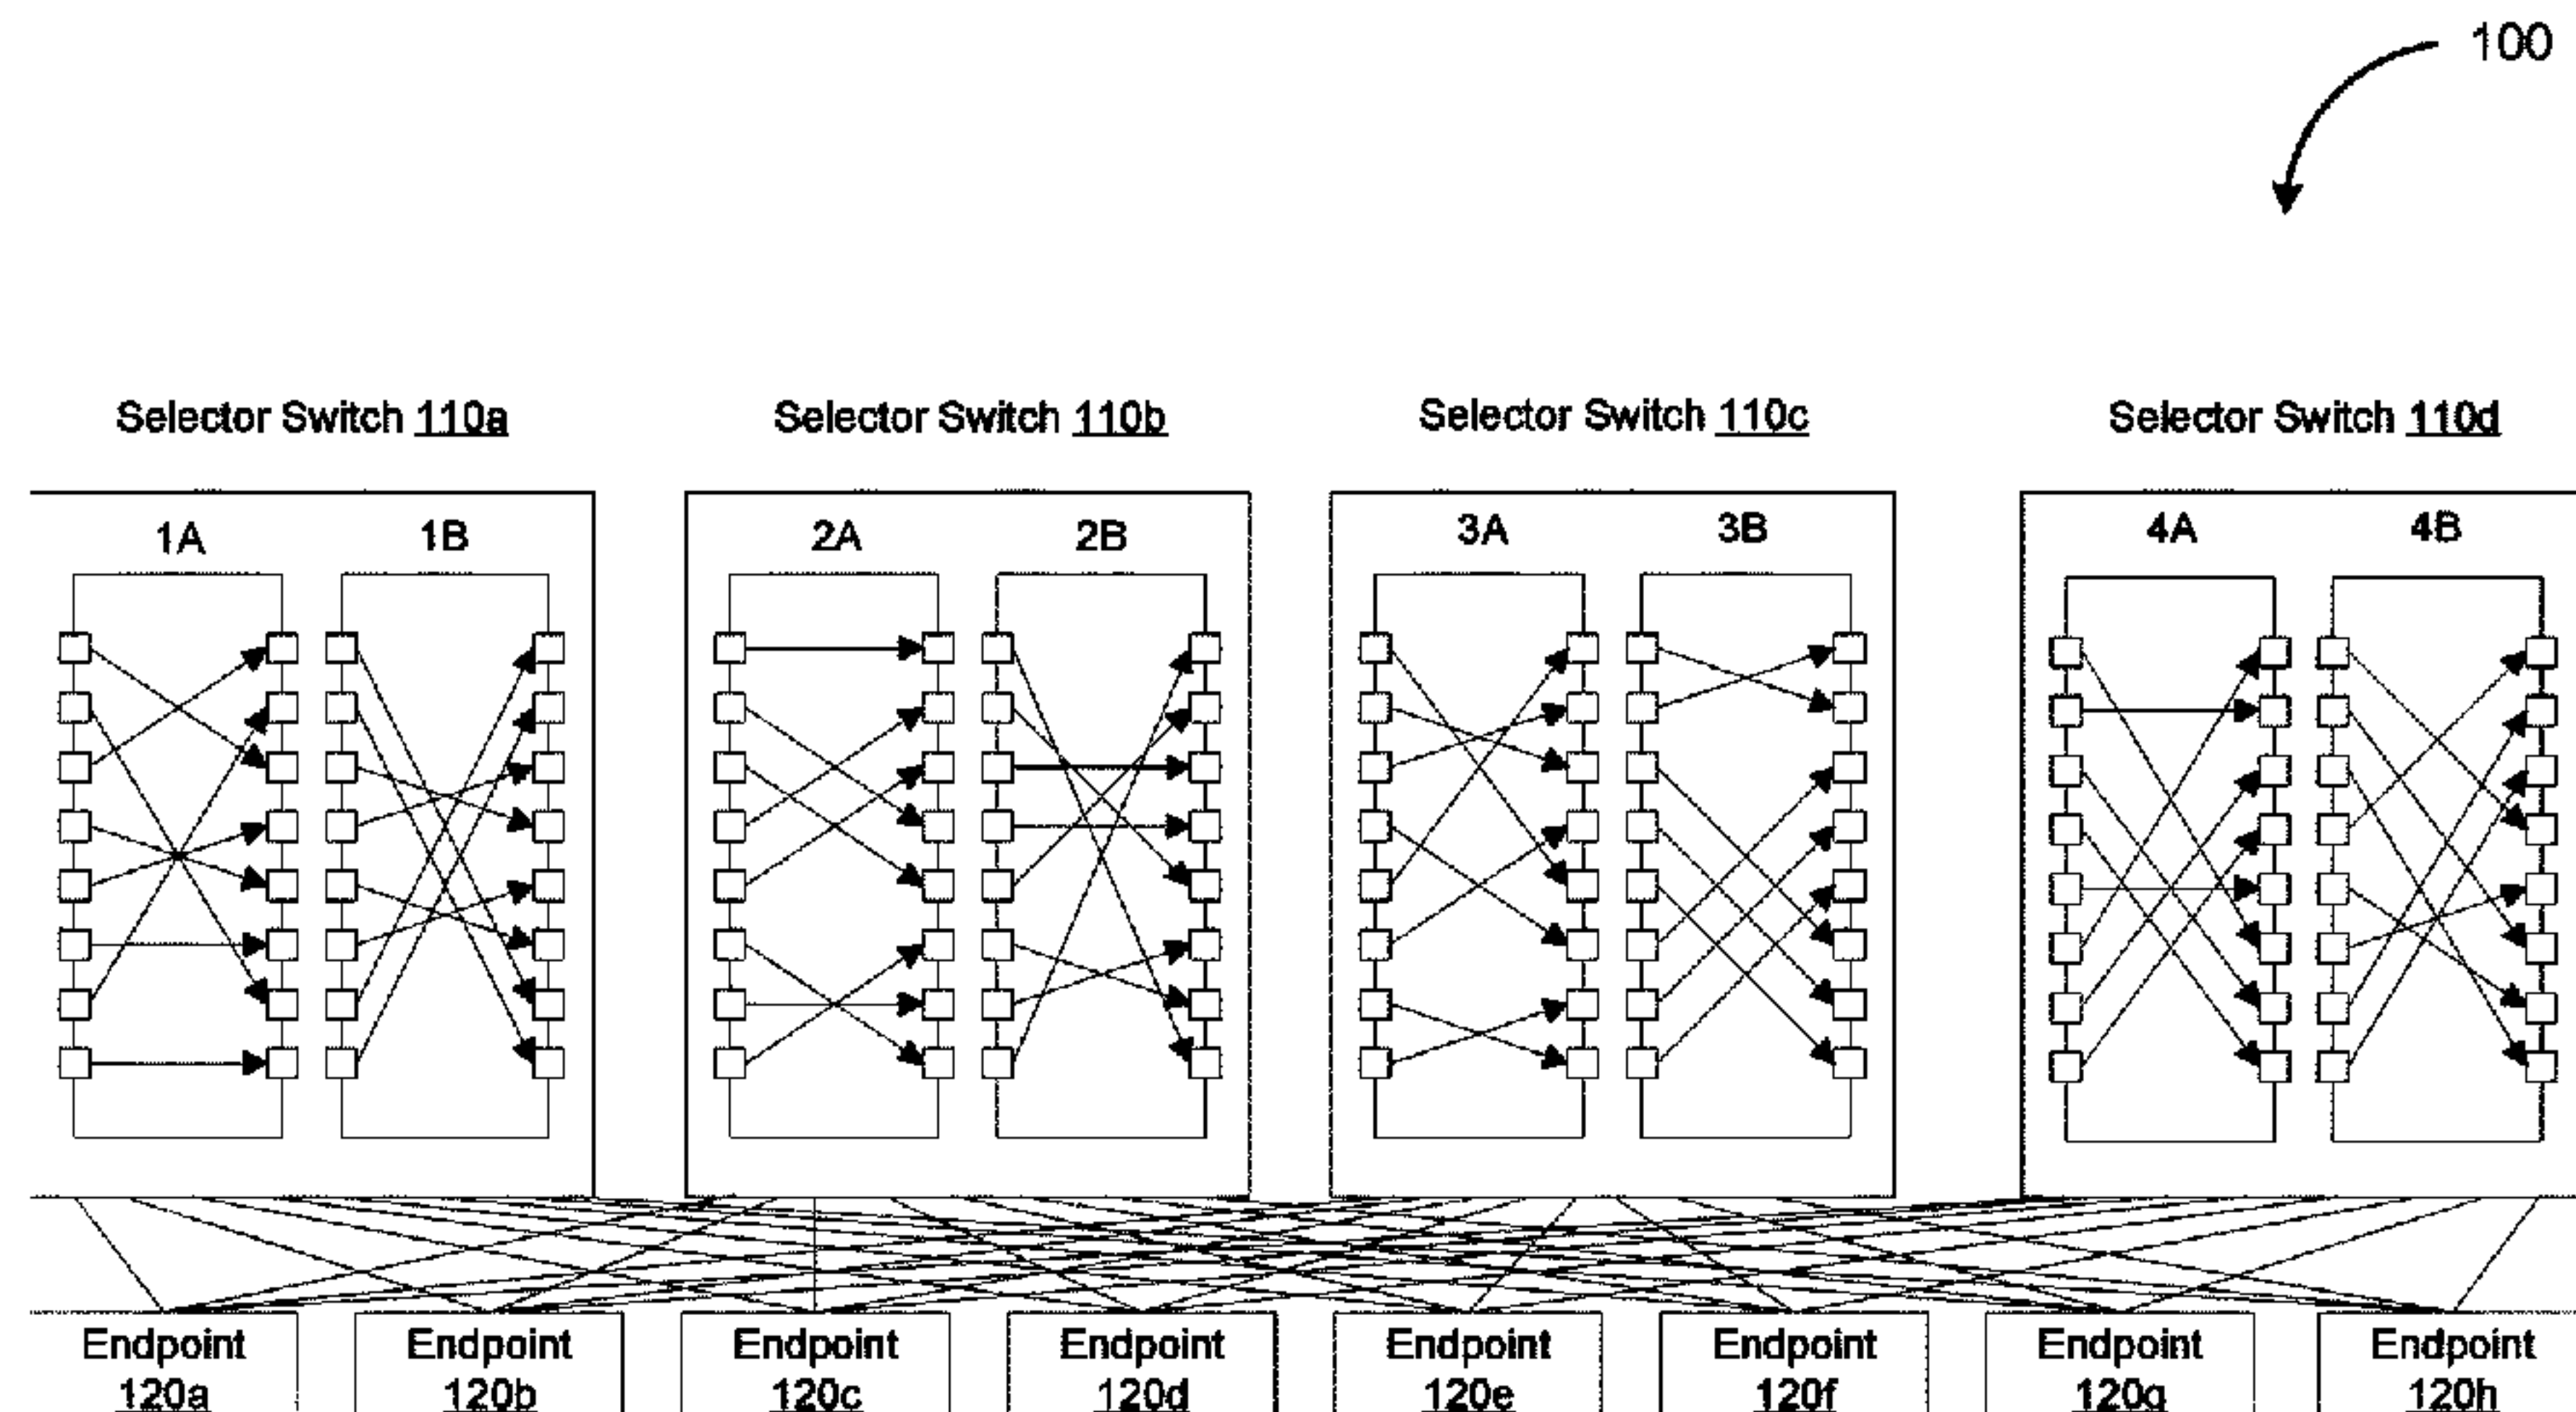 100
Selector Switch 110a Selector Switch 110b Selector Switch 110c Selector Switch 110d
1A 1B 2A 2B 3A 3B 4A 4B
Endpoint Endpoint Endpoint Endpoint Endpoint Endpoint Endpoint Endpoint
120a 120b 120c 120d 120e 120f 120g 120h